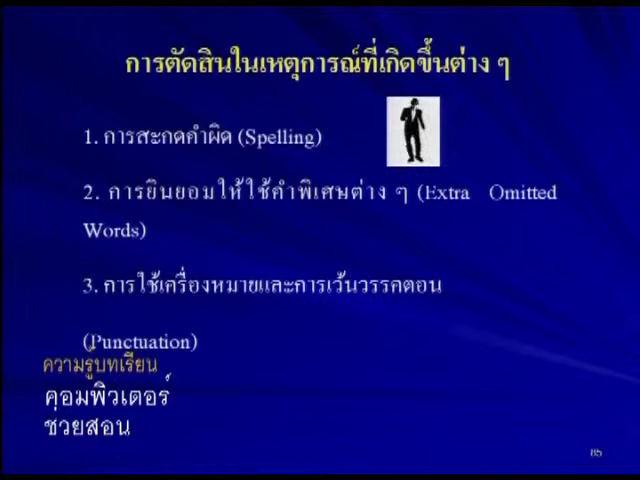 การตัดสินในเหตุการณ์ที่เกิดขึ้นต่าง ๆ
1. การสะกดคำผิด (Spelling)
2. การยินยอมให้ใช้คำพิเศษต่าง ๆ (Extra Omitted
Words)
3. การใช้เครื่องหมายและการเว้นวรรคตอน
(Punctuation)
ความรู้บทเรียน
คอมพิวเตอร์
ช่วยสอน
85